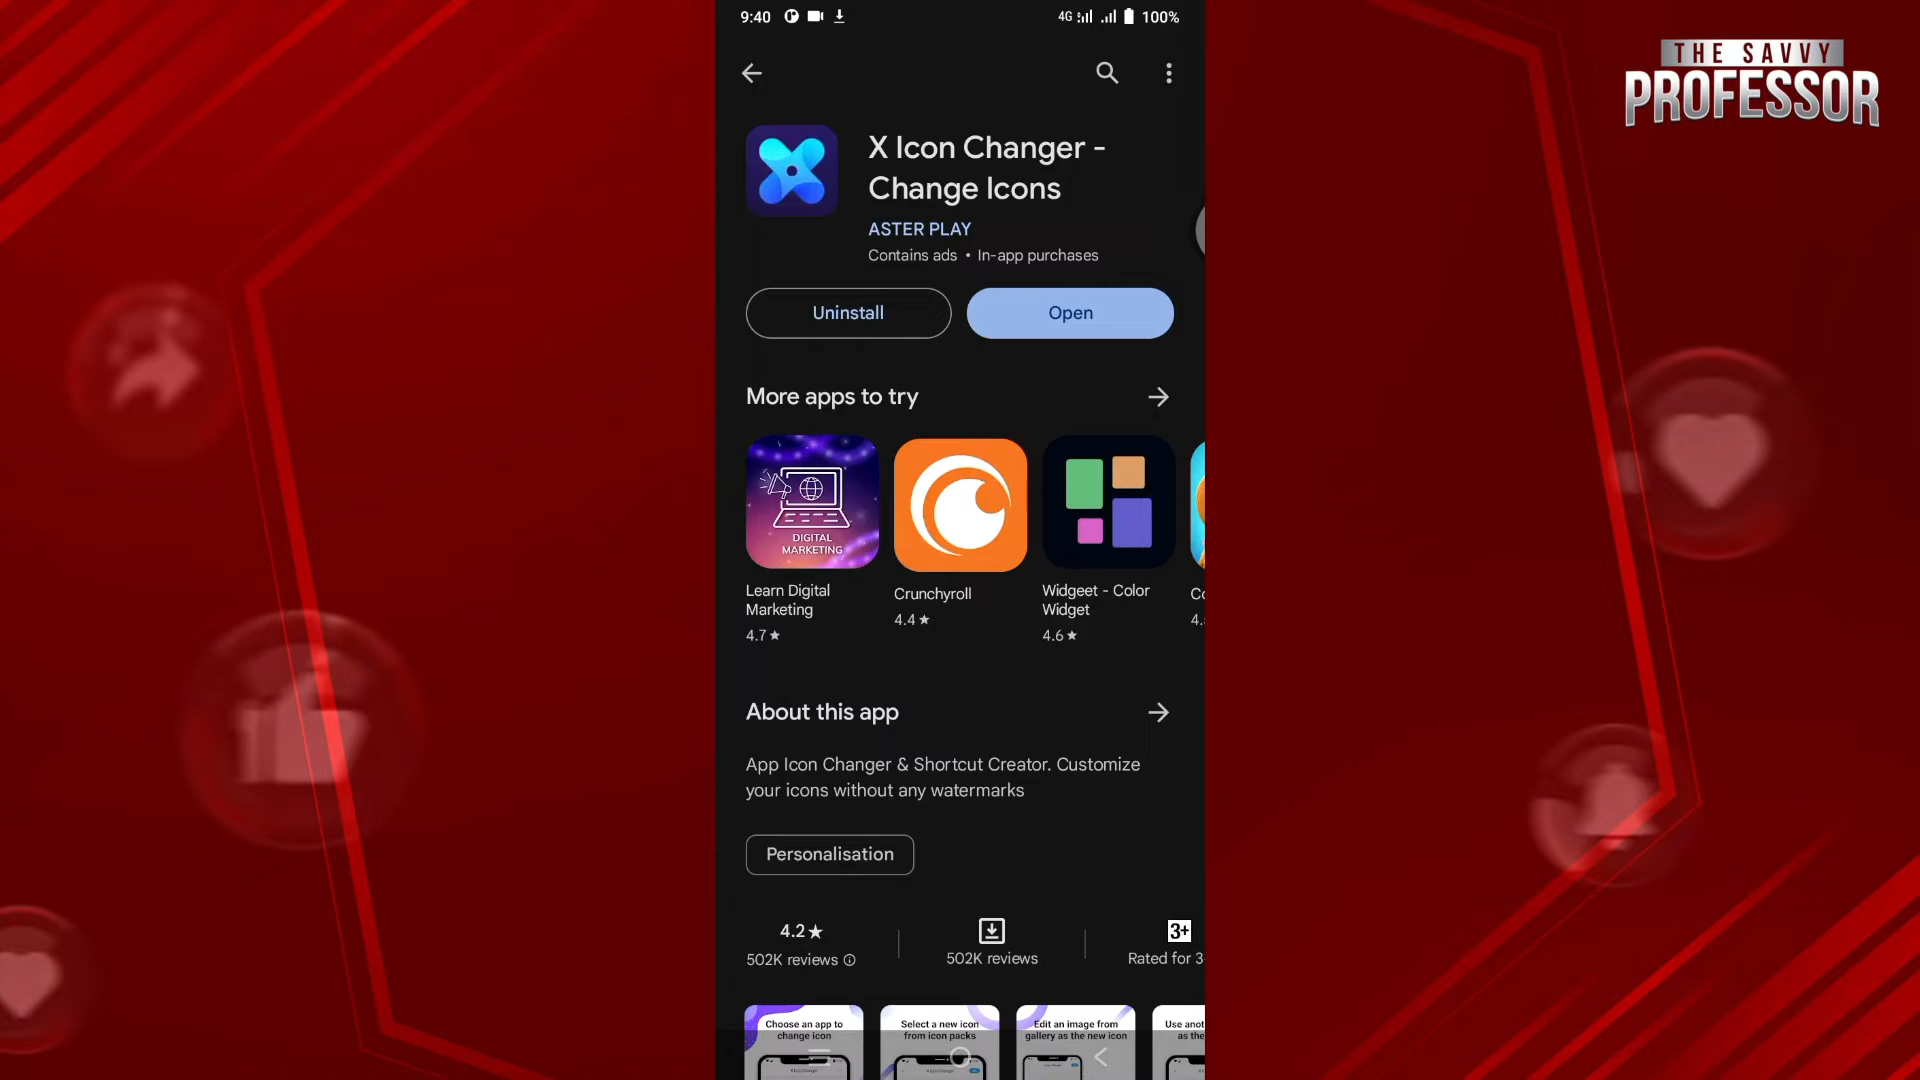 9:40
4G
100%
THE SAVVY
PROFESSOR
X Icon Changer -
Change Icons
ASTER PLAY
Contains ads • In-app purchases
Uninstall
Open
More apps to try
DIGITAL
MARKETING
Learn Digital
Marketing
4.7★
Crunchyroll
4.4★
Widgeet - Color
Widget
4.6★
About this app
App Icon Changer & Shortcut Creator. Customize
your icons without any watermarks
Personalisation
4.2★
502K reviews
502K reviews
3+
Rated for 3
Choose an app to
change icon
Select a new icon
from icon packs
Edit an image from
gallery as the new icon
Use
as